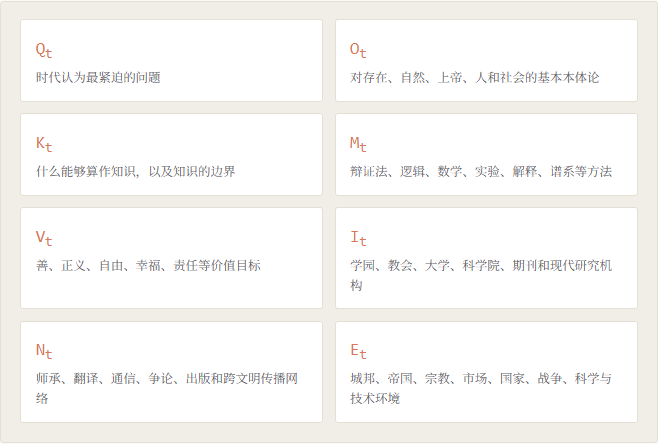 Qt
时代认为最紧迫的问题
Ot
对存在、自然、上帝、人和社会的基本本体论
Kt
什么能够算作知识，以及知识的边界
Mt
辩证法、逻辑、数学、实验、解释、谱系等方法
Vt
善、正义、自由、幸福、责任等价值目标
It
学园、教会、大学、科学院、期刊和现代研究机
构
Nt
师承、翻译、通信、争论、出版和跨文明传播网
络
Et
城邦、帝国、宗教、市场、国家、战争、科学与
技术环境